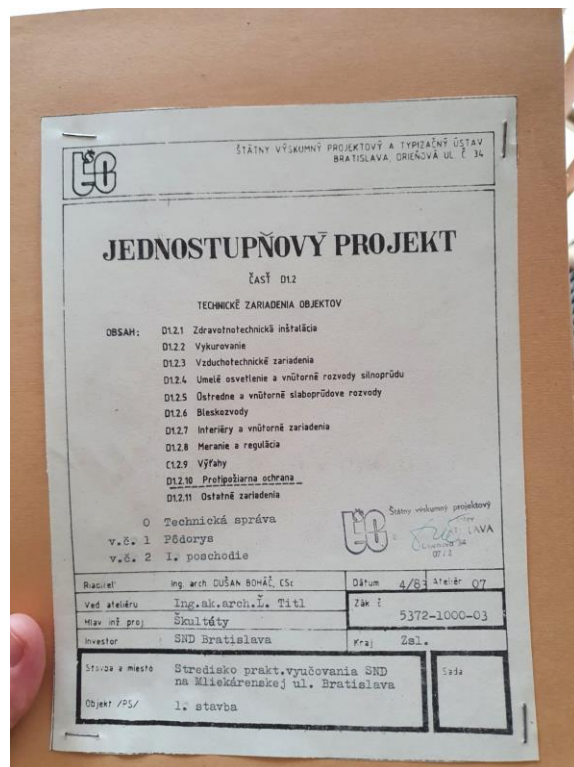 ŠTÁTNY VÝSKUMNÝ PROJEKTOVÝ A TYPIZAČNÝ ÚSTAV
BRATISLAVA, DRIEŇOVÁ UL. Č 34
JEDNOSTUPŇOVÝ PROJEKT
ČASŤ D1.2
TECHNICKÉ ZARIADENIA OBJEKTOV
OBSAH:
D1.2.1 Zdravotnotechnická inštalácia
D1.2.2 Vykurovanie
D1.2.3 Vzduchotechnické zariadenia
D1.2.4 Umelé osvetlenie a vnútorné rozvody silnoprúdu
D1.2.5 Ústredne a vnútorné slaboprúdove rozvody
D1.2.6 Bleskozvody
D1.2.7 Interiéry a vnútorné zariadenia
D1.2.8 Meranie a regulácia
C1.2.9 Výťahy
D1.2.10 Protipožiarna ochrana
D1.2.11 Ostatné zariadenia
O Technická správa
v.č. 1 Pôdorys
v.č. 2 I. poschodie
Štátny výskumný projektový
34
Riaditeľ Ing. arch DUŠAN BOHÁČ, CSc Dátum 4/83 Ateliér 07
Ved ateliéru Ing.ak.arch.Ľ. Titl Zák č 5372-1000-03
Hlav inž proj Škultéty
Investor SND Bratislava Kraj Zsl.
Stavba a miesto Stredisko prakt.vyučovania SND Sada
na Mliekárenskej ul. Bratislava
Objekt /PS/ 1. stavba